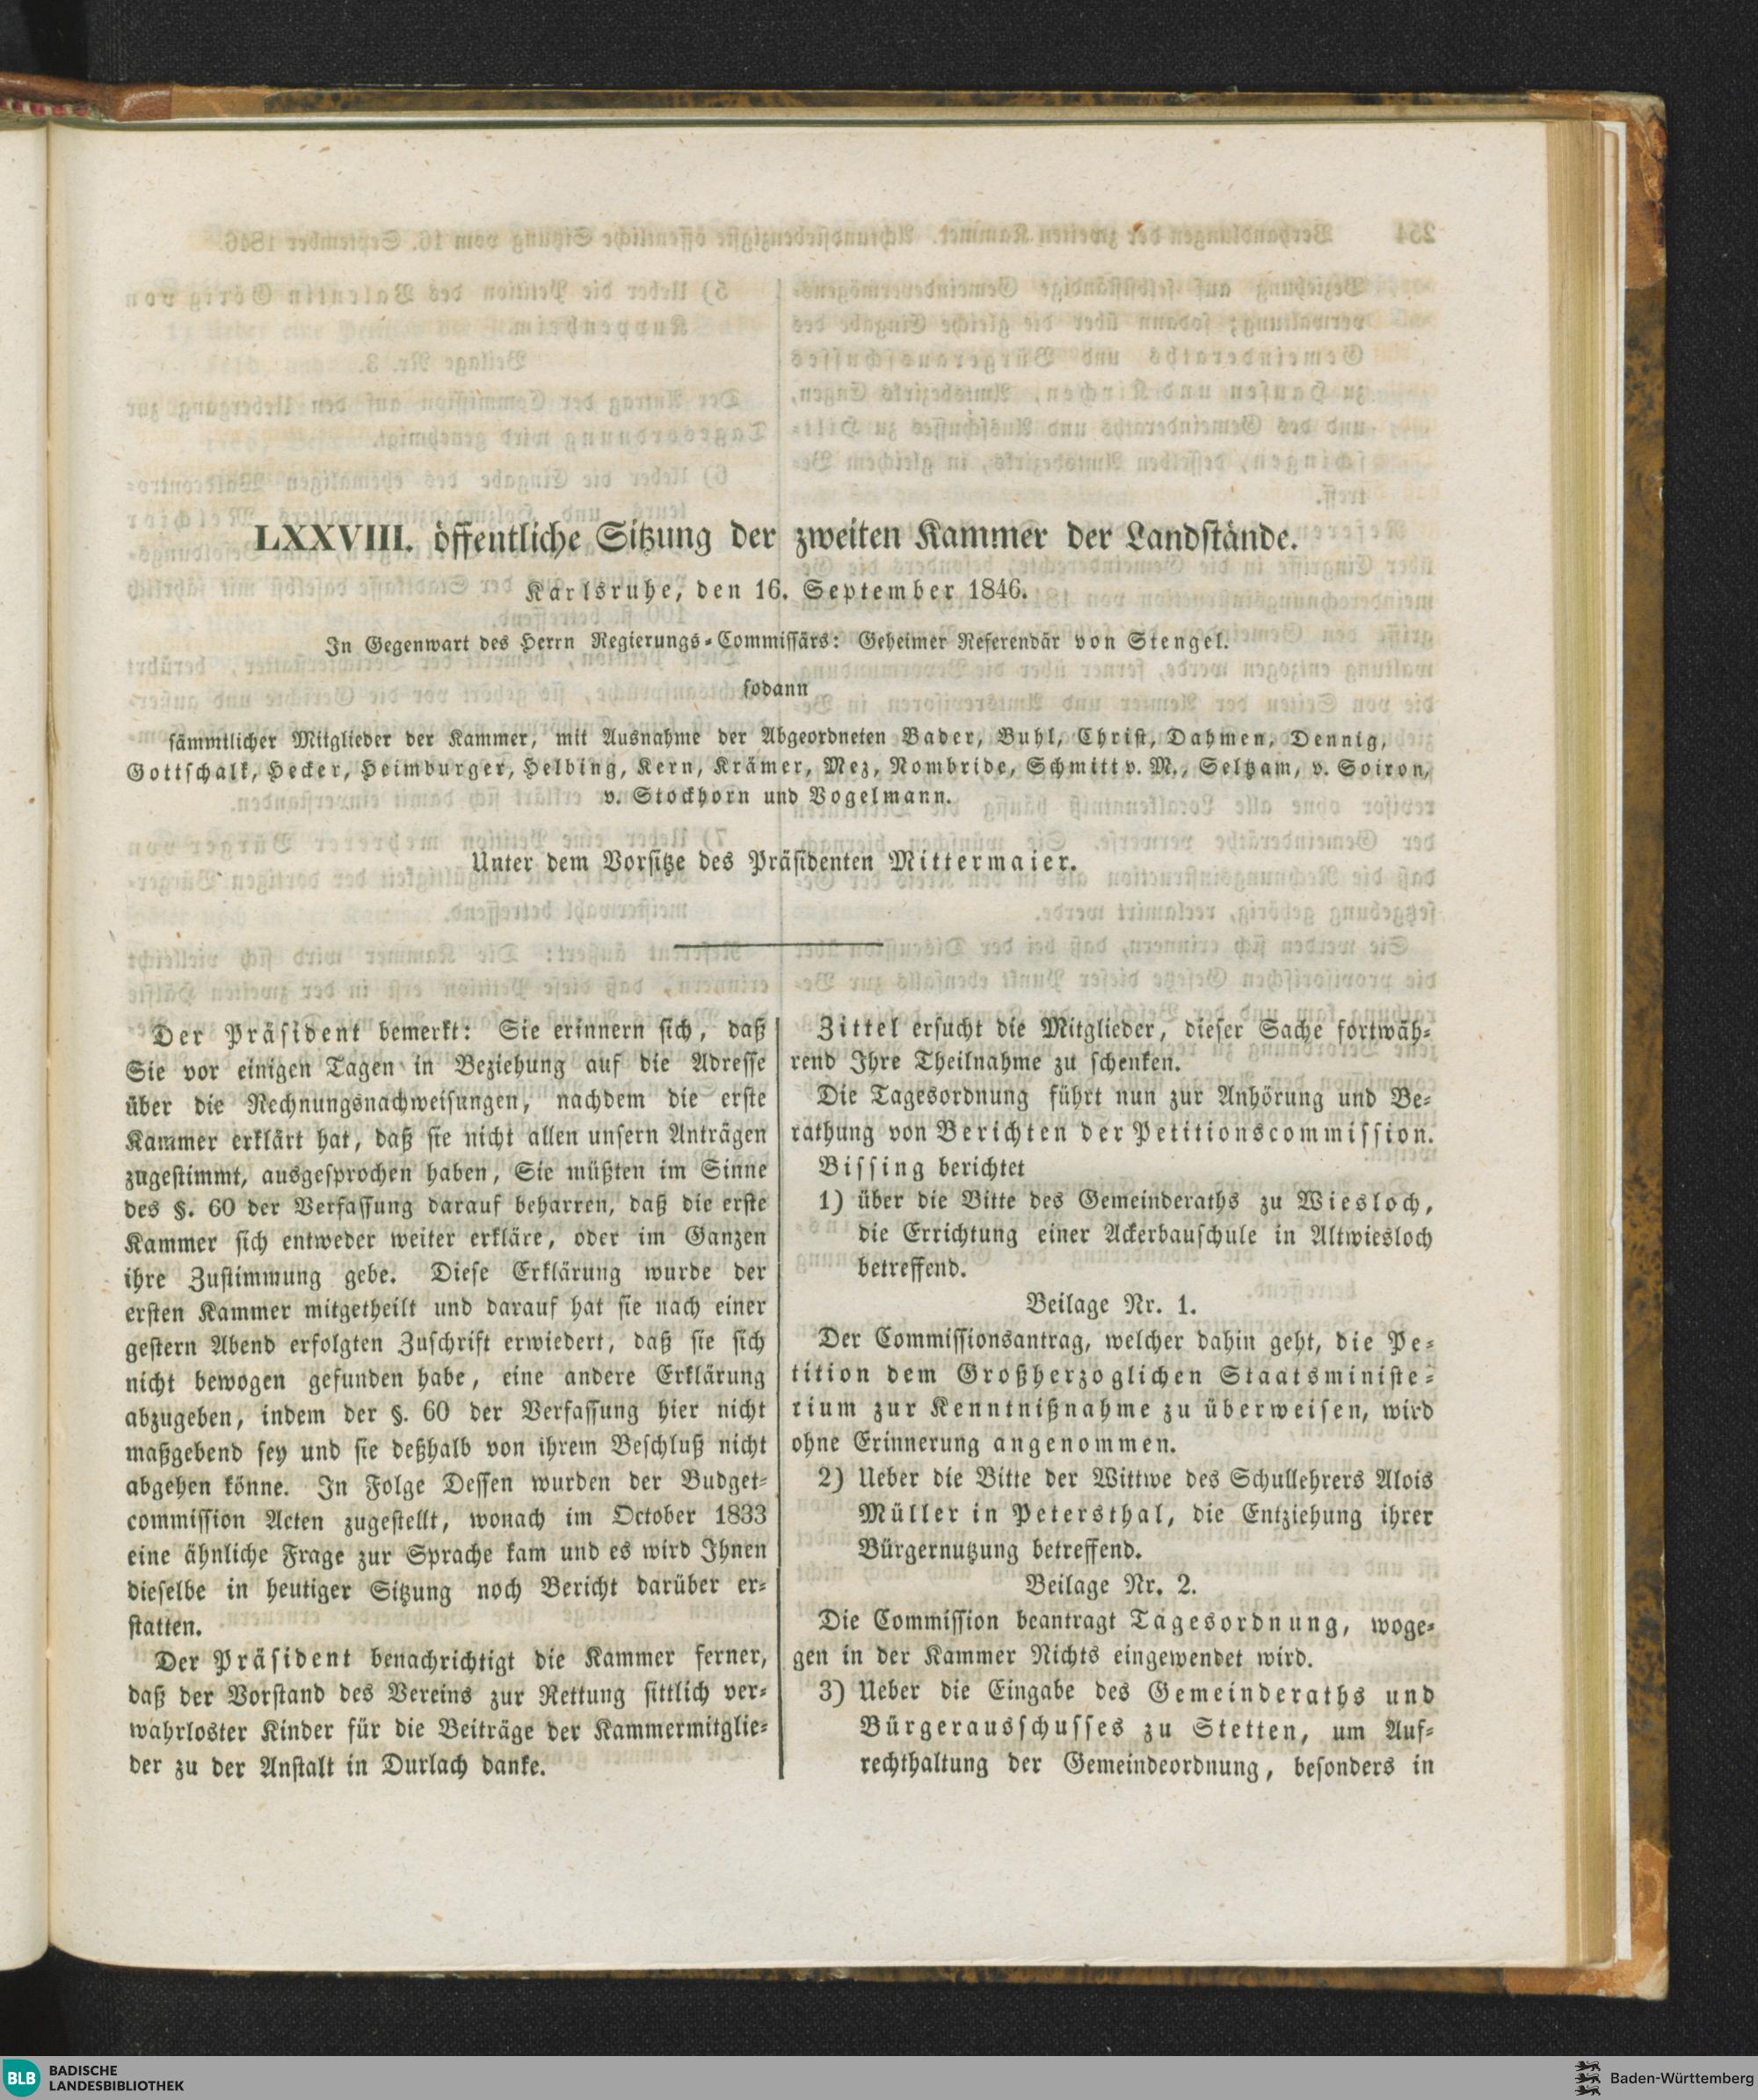 LXXVIII. öffentliche Sitzung der zweiten Kammer der Landstände.
Karlsruhe, den 16. September 1846.
In Gegenwart des Herrn Regierungs-Commissärs: Geheimer Referendär von Stengel.
sodann
sämmtlicher Mitglieder der Kammer, mit Ausnahme der Abgeordneten Bader, Buhl, Christ, Dahmen, Dennig,
Gottschalk, Hecker, Heimburger, Helbing, Kern, Krämer, Mez, Nombride, Schmitt v. M., Seltzam, v. Soiron,
v. Stockhorn und Vogelmann.
Unter dem Vorsitze des Präsidenten Mittermaier.
Der Präsident bemerkt: Sie erinnern sich, daß
Sie vor einigen Tagen in Beziehung auf die Adresse
über die Rechnungsnachweisungen, nachdem die erste
Kammer erklärt hat, daß sie nicht allen unsern Anträgen
zugestimmt, ausgesprochen haben, Sie müßten im Sinne
des §. 60 der Verfassung darauf beharren, daß die erste
Kammer sich entweder weiter erkläre, oder im Ganzen
ihre Zustimmung gebe. Diese Erklärung wurde der
ersten Kammer mitgetheilt und darauf hat sie nach einer
gestern Abend erfolgten Zuschrift erwiedert, daß sie sich
nicht bewogen gefunden habe, eine andere Erklärung
abzugeben, indem der §. 60 der Verfassung hier nicht
maßgebend sey und sie deßhalb von ihrem Beschluß nicht
abgehen könne. In Folge Dessen wurden der Budget-
commission Acten zugestellt, wonach im October 1833
eine ähnliche Frage zur Sprache kam und es wird Ihnen
dieselbe in heutiger Sitzung noch Bericht darüber er-
statten.
Der Präsident benachrichtigt die Kammer ferner,
daß der Vorstand des Vereins zur Rettung sittlich ver-
wahrloster Kinder für die Beiträge der Kammermitglie-
der zu der Anstalt in Durlach danke.
Zittel ersucht die Mitglieder, dieser Sache fortwäh-
rend Ihre Theilnahme zu schenken.
Die Tagesordnung führt nun zur Anhörung und Be-
rathung von Berichten der Petitionscommission.
Bissing berichtet
1) über die Bitte des Gemeinderaths zu Wiesloch,
die Errichtung einer Ackerbauschule in Altwiesloch
betreffend.
Beilage Nr. 1.
Der Commissionsantrag, welcher dahin geht, die Pe-
tition dem Großherzoglichen Staatsministe-
rium zur Kenntnißnahme zu überweisen, wird
ohne Erinnerung angenommen.
2) Ueber die Bitte der Wittwe des Schullehrers Alois
Müller in Petersthal, die Entziehung ihrer
Bürgernutzung betreffend.
Beilage Nr. 2.
Die Commission beantragt Tagesordnung, woge-
gen in der Kammer Nichts eingewendet wird.
3) Ueber die Eingabe des Gemeinderaths und
Bürgerausschusses zu Stetten, um Auf-
rechthaltung der Gemeindeordnung, besonders in
BLB BADISCHE
LANDESBIBLIOTHEK
Baden-Württemberg